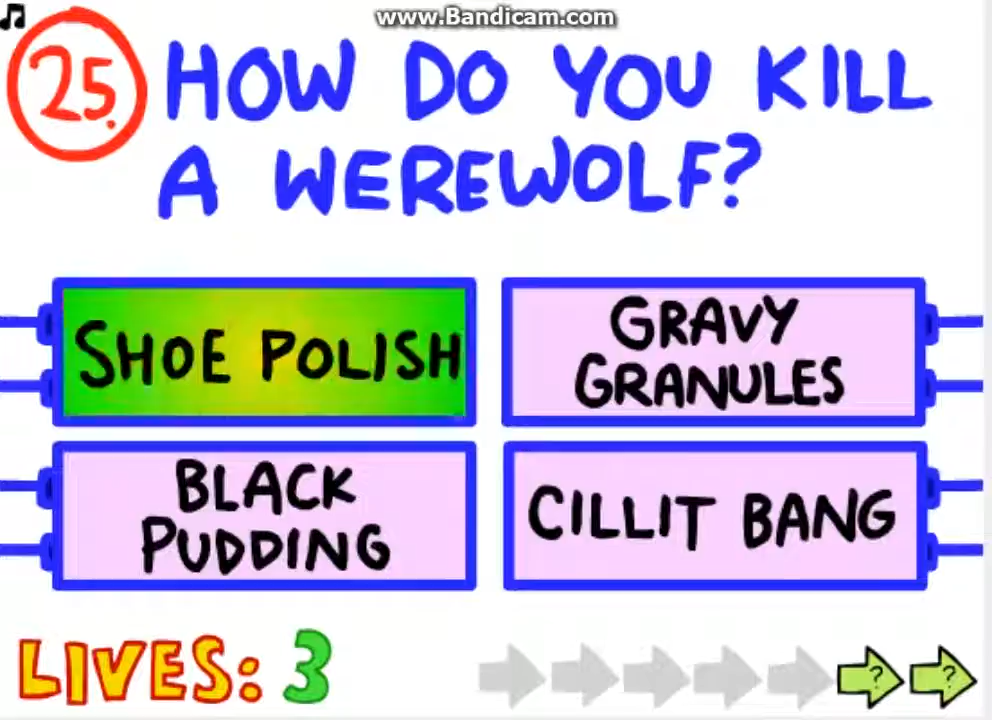 www.Bandicam.com
25. HOW DO YOU KILL
A WEREWOLF?
SHOE POLISH
GRAVY
GRANULES
BLACK
PUDDING
CILLIT BANG
LIVES: 3
? ?